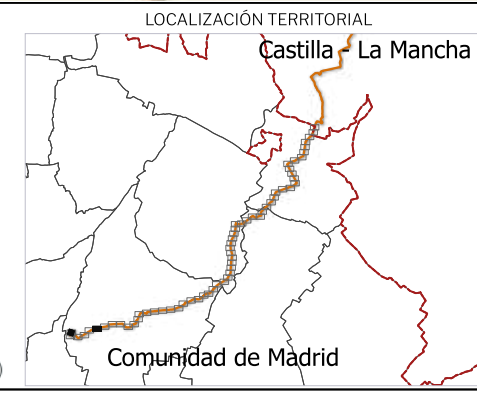 LOCALIZACIÓN TERRITORIAL
Castilla - La Mancha
Comunidad de Madrid